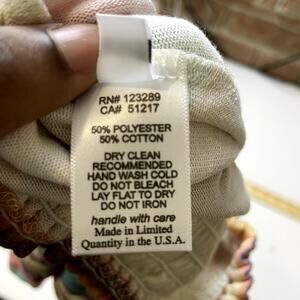 RN# 123289
CA# 51217
50% POLYESTER
50% COTTON
DRY CLEAN
RECOMMENDED
HAND WASH COLD
DO NOT BLEACH
LAY FLAT TO DRY
DO NOT IRON
handle with care
Made in Limited
Quantity in the U.S.A.